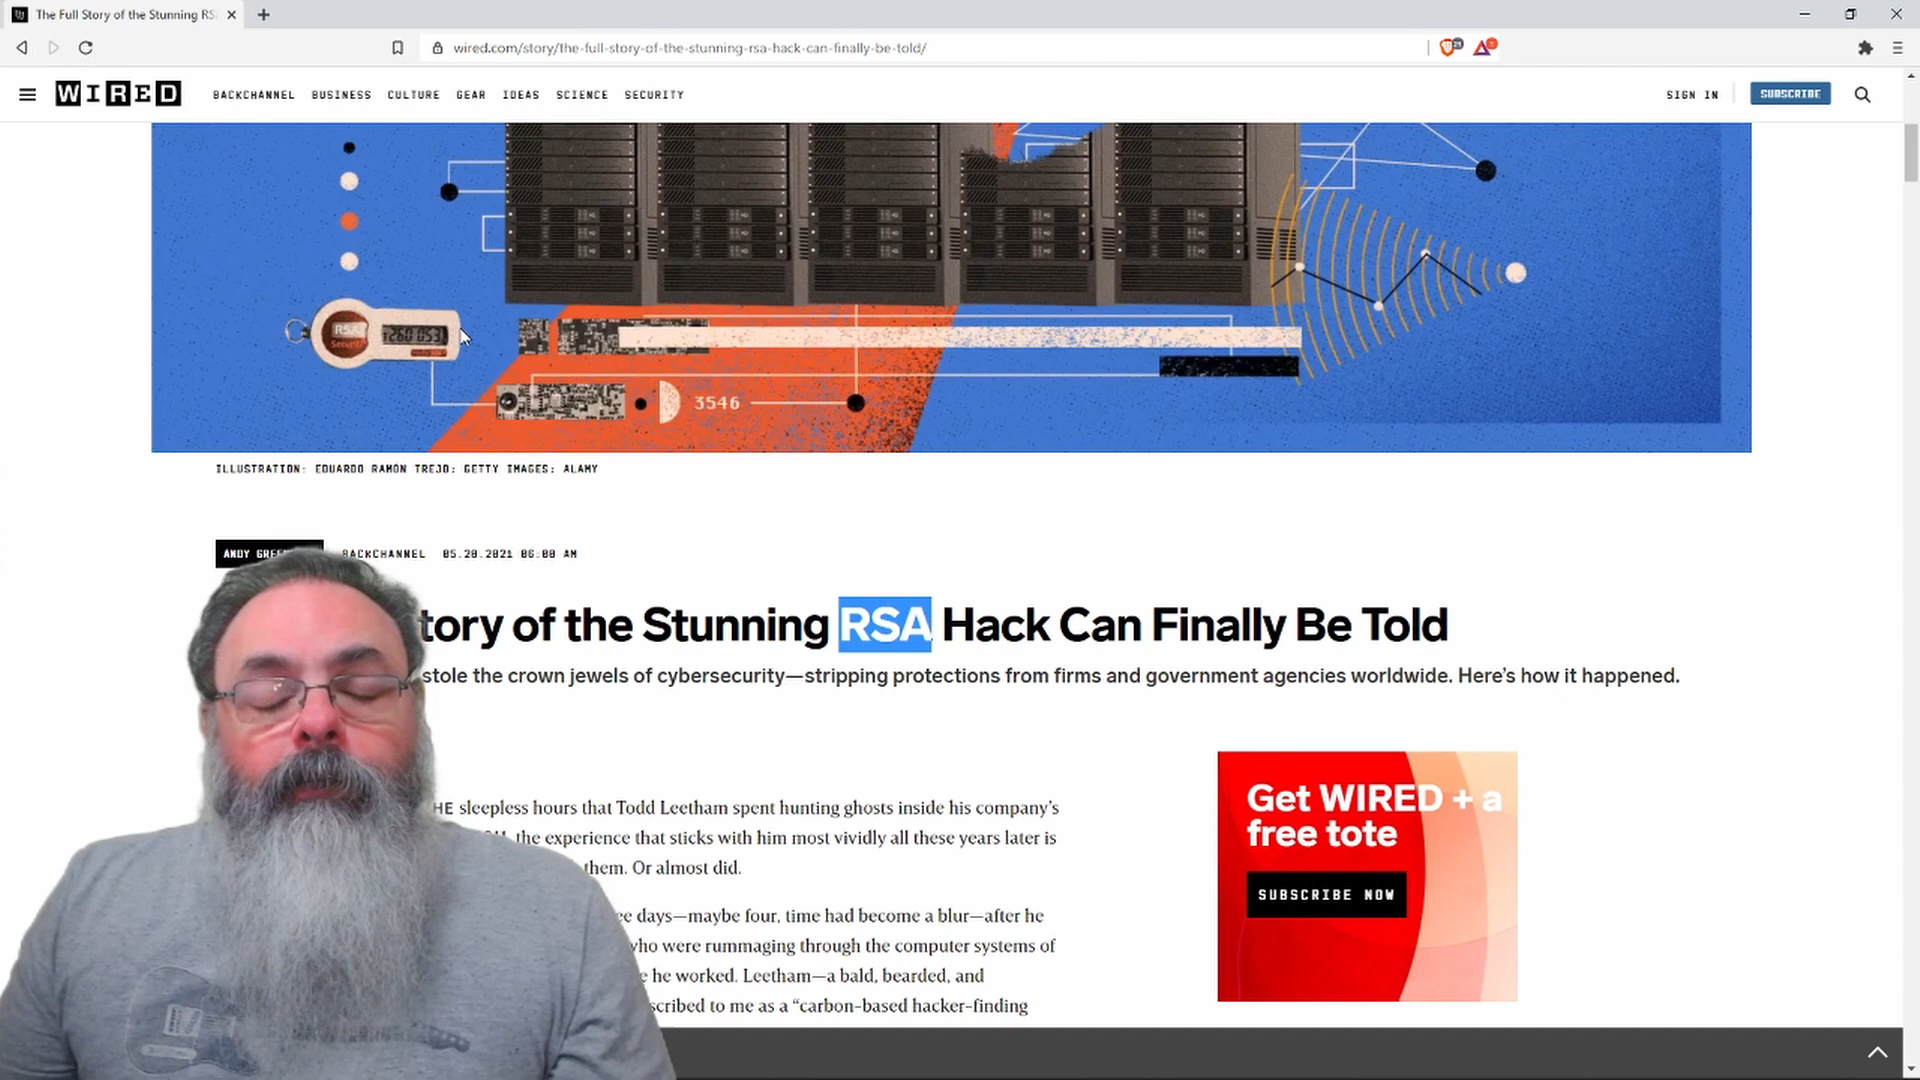 The Full Story of the Stunning RS
wired.com/story/the-full-story-of-the-stunning-rsa-hack-can-finally-be-told/
WIRED
BACKCHANNEL BUSINESS CULTURE GEAR IDEAS SCIENCE SECURITY
SIGN IN
SUBSCRIBE
RSA
Security
3546
ILLUSTRATION: EDUARDO RAMÓN TREJO; GETTY IMAGES; ALAMY
ANDY GREE
BACKCHANNEL
05.20.2021 06:00 AM
tory of the Stunning RSA Hack Can Finally Be Told
stole the crown jewels of cybersecurity—stripping protections from firms and government agencies worldwide. Here's how it happened.
HE sleepless hours that Todd Leetham spent hunting ghosts inside his company's
the experience that sticks with him most vividly all these years later is
them. Or almost did.
ee days—maybe four, time had become a blur—after he
who were rummaging through the computer systems of
e he worked. Leetham—a bald, bearded, and
scribed to me as a “carbon-based hacker-finding
Get WIRED + a
free tote
SUBSCRIBE NOW